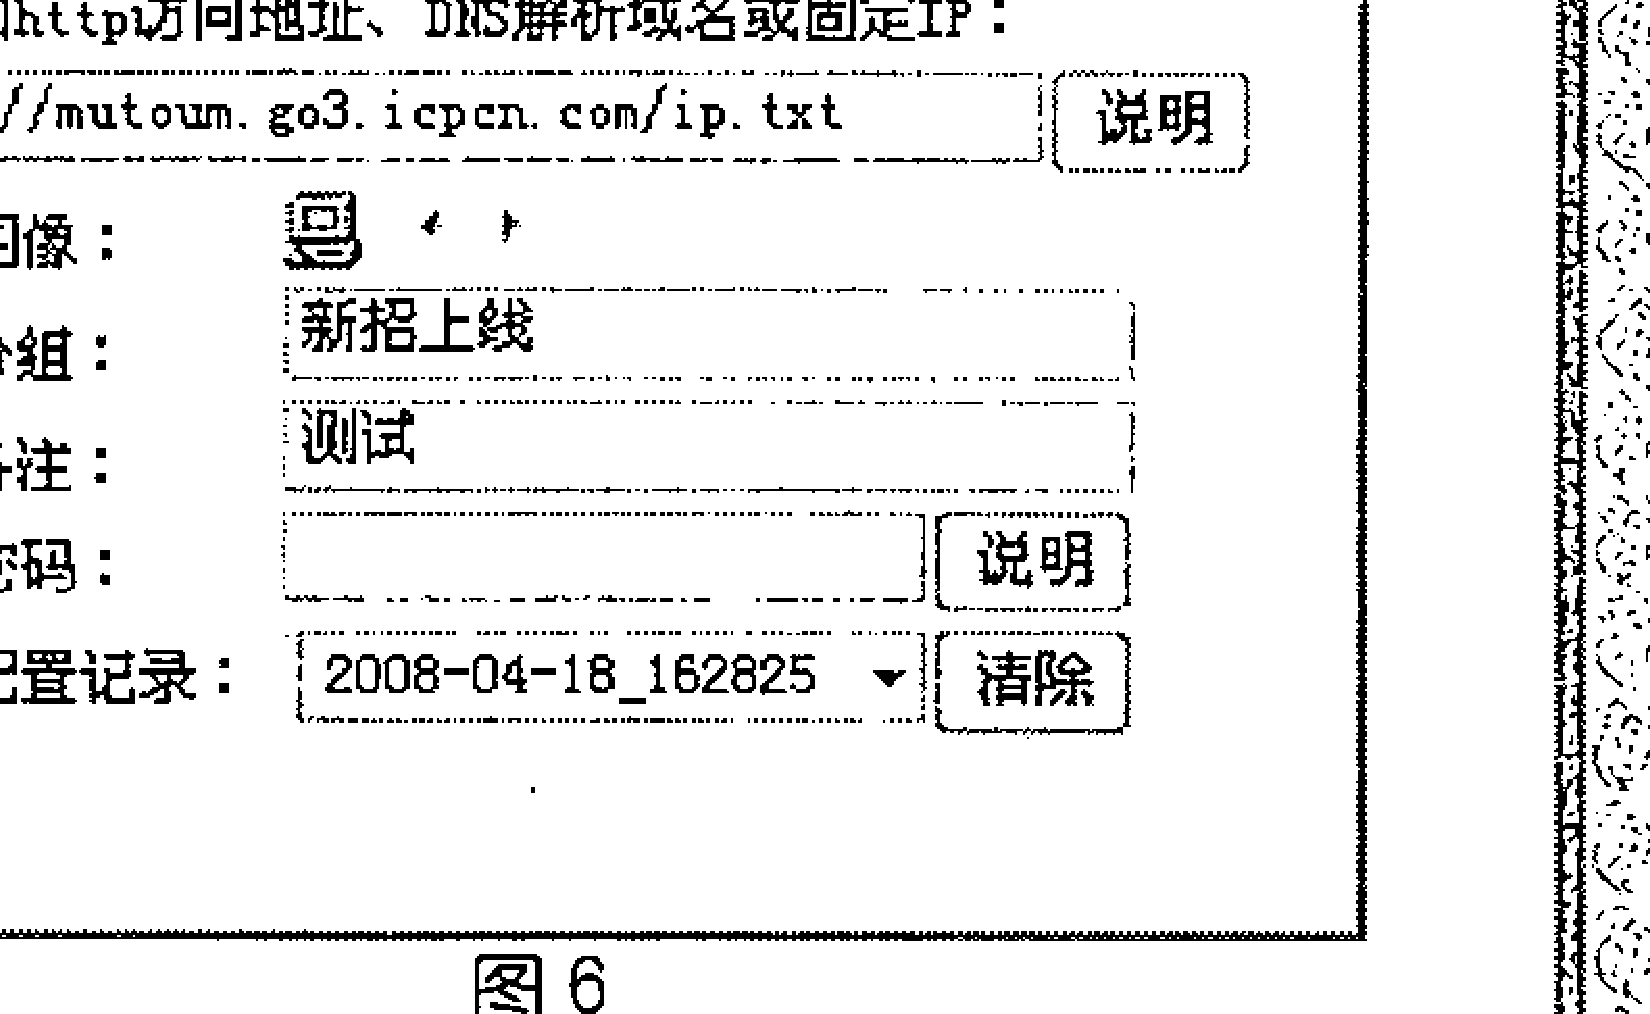 http访问地址、DNS解析域名或固定IP：
//mutoum.go3.icpcn.com/ip.txt 说明
图像：
分组： 新招上线
备注： 测试
密码： 说明
配置记录： 2008-04-18_162825 清除
图 6